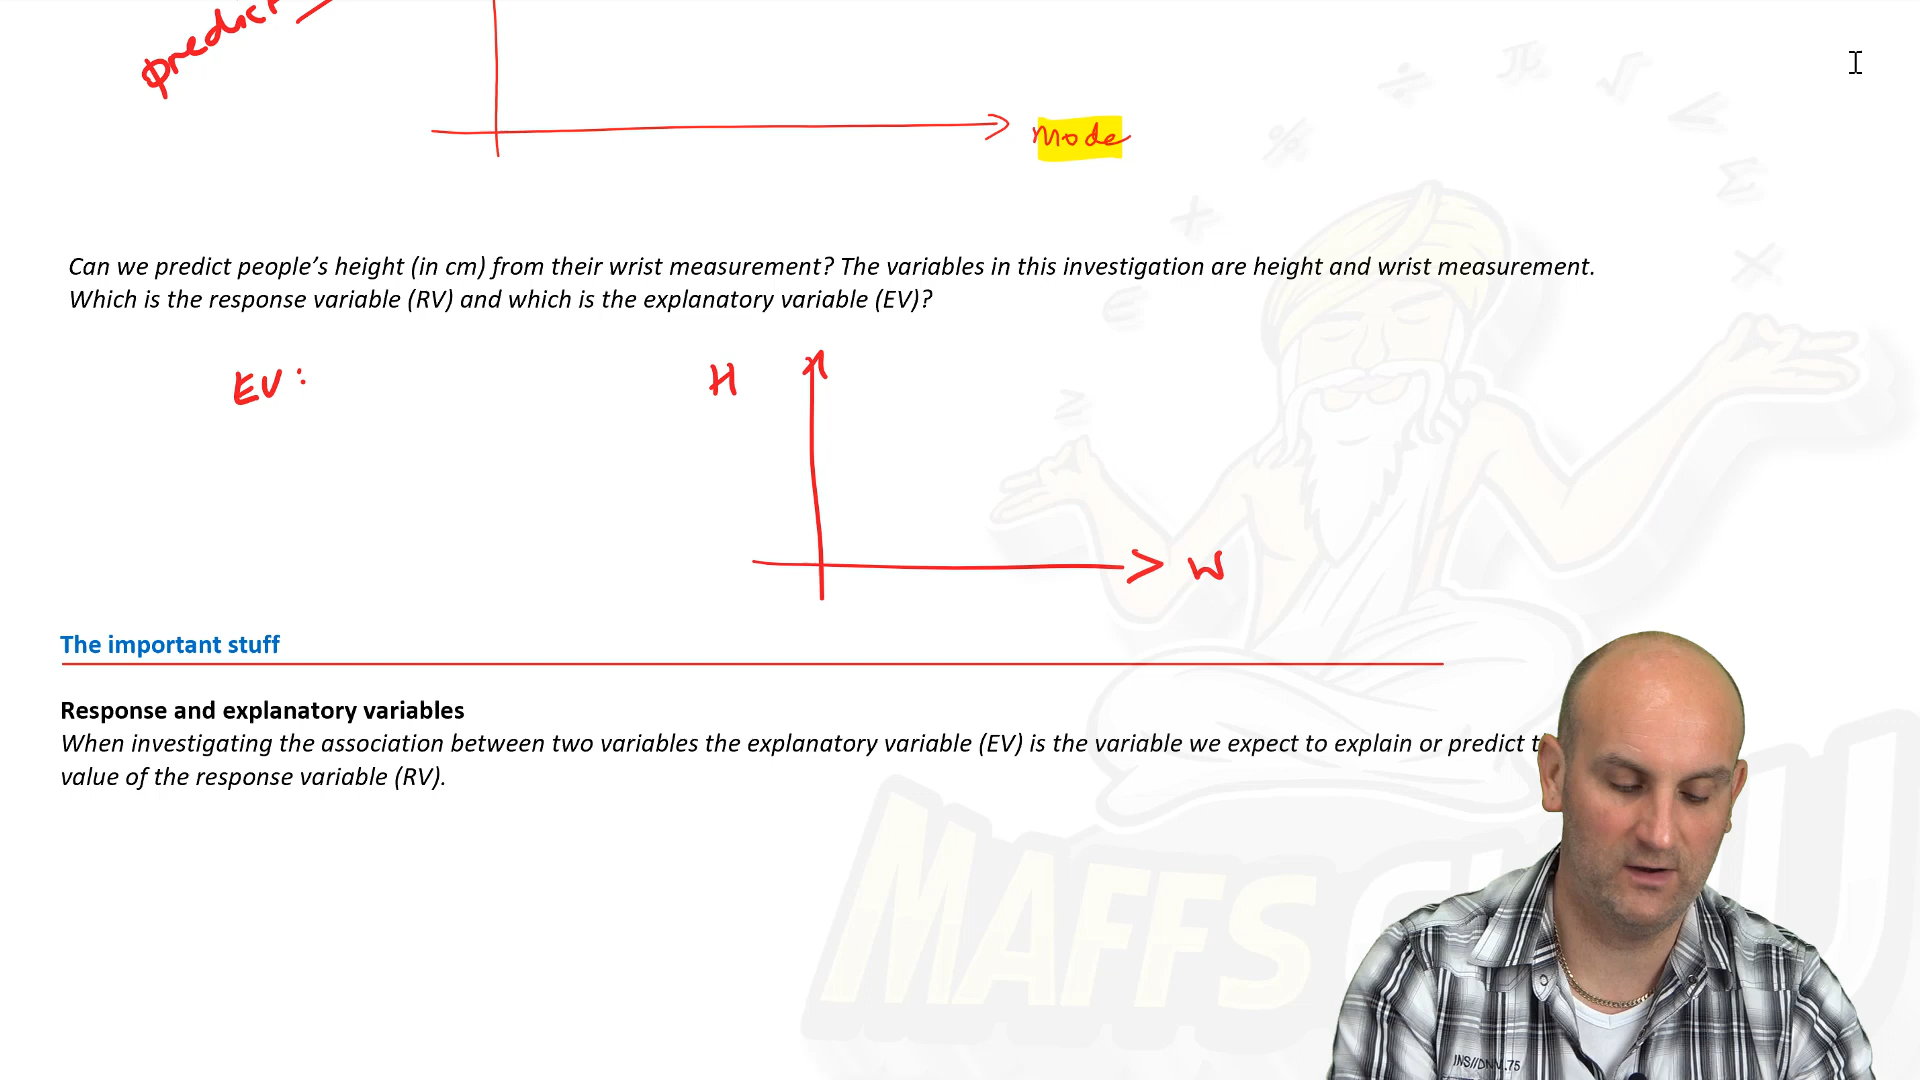 predict
mode
Can we predict people’s height (in cm) from their wrist measurement? The variables in this investigation are height and wrist measurement.
Which is the response variable (RV) and which is the explanatory variable (EV)?
EV :
H
W
The important stuff
Response and explanatory variables
When investigating the association between two variables the explanatory variable (EV) is the variable we expect to explain or predict
value of the response variable (RV).
MAFFS